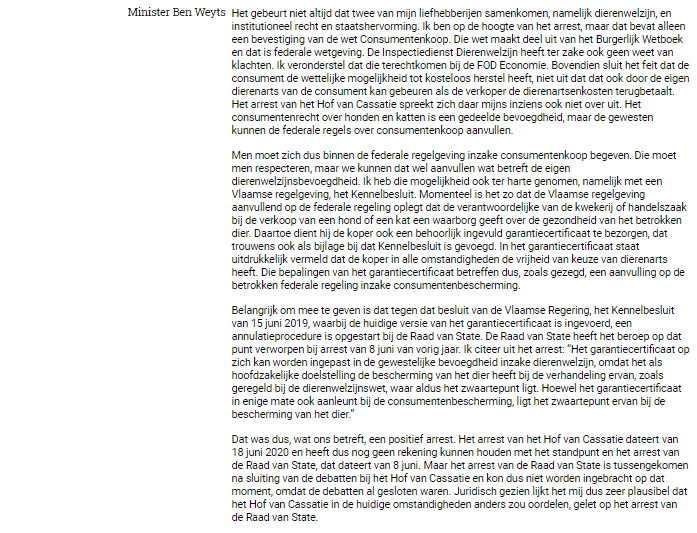 Minister Ben Weyts Het gebeurt niet altijd dat twee van mijn liefhebberijen samenkomen, namelijk dierenwelzijn, en
institutioneel recht en staatshervorming. Ik ben op de hoogte van het arrest, maar dat bevat alleen
een bevestiging van de wet Consumentenkoop. Die wet maakt deel uit van het Burgerlijk Wetboek
en dat is federale wetgeving. De Inspectiedienst Dierenwelzijn heeft ter zake ook geen weet van
klachten. Ik veronderstel dat die terechtkomen bij de FOD Economie. Bovendien sluit het feit dat de
consument de wettelijke mogelijkheid tot kosteloos herstel heeft, niet uit dat dat ook door de eigen
dierenarts van de consument kan gebeuren als de verkoper de dierenartsenkosten terugbetaalt.
Het arrest van het Hof van Cassatie spreekt zich daar mijns inziens ook niet over uit. Het
consumentenrecht over honden en katten is een gedeelde bevoegdheid, maar de gewesten
kunnen de federale regels over consumentenkoop aanvullen.

Men moet zich dus binnen de federale regelgeving inzake consumentenkoop begeven. Die moet
men respecteren, maar we kunnen dat wel aanvullen wat betreft de eigen
dierenwelzijnsbevoegdheid. Ik heb die mogelijkheid ook ter harte genomen, namelijk met een
Vlaamse regelgeving, het Kennelbesluit. Momenteel is het zo dat de Vlaamse regelgeving
aanvullend op de federale regeling oplegt dat de verantwoordelijke van de kwekerij of handelszaak
bij de verkoop van een hond of een kat een waarborg geeft over de gezondheid van het betrokken
dier. Daartoe dient hij de koper ook een behoorlijk ingevuld garantiecertificaat te bezorgen, dat
trouwens ook als bijlage bij dat Kennelbesluit is gevoegd. In het garantiecertificaat staat
uitdrukkelijk vermeld dat de koper in alle omstandigheden de vrijheid van keuze van dierenarts
heeft. Die bepalingen van het garantiecertificaat betreffen dus, zoals gezegd, een aanvulling op de
betrokken federale regeling inzake consumentenbescherming.

Belangrijk om mee te geven is dat tegen dat besluit van de Vlaamse Regering, het Kennelbesluit
van 15 juni 2019, waarbij de huidige versie van het garantiecertificaat is ingevoerd, een
annulatieprocedure is opgestart bij de Raad van State. De Raad van State heeft het beroep op dat
punt verworpen bij arrest van 8 juni van vorig jaar. Ik citeer uit het arrest: “Het garantiecertificaat op
zich kan worden ingepast in de gewestelijke bevoegdheid inzake dierenwelzijn, omdat het als
hoofdzakelijke doelstelling de bescherming van het dier heeft bij de verhandeling ervan, zoals
geregeld bij de dierenwelzijnswet, waar aldus het zwaartepunt ligt. Hoewel het garantiecertificaat
in enige mate ook aanleunt bij de consumentenbescherming, ligt het zwaartepunt ervan bij de
bescherming van het dier.”

Dat was dus, wat ons betreft, een positief arrest. Het arrest van het Hof van Cassatie dateert van
18 juni 2020 en heeft dus nog geen rekening kunnen houden met het standpunt en het arrest van
de Raad van State, dat dateert van 8 juni. Maar het arrest van de Raad van State is tussengekomen
na sluiting van de debatten bij het Hof van Cassatie en kon dus niet worden ingebracht op dat
moment, omdat de debatten al gesloten waren. Juridisch gezien lijkt het mij dus zeer plausibel dat
het Hof van Cassatie in de huidige omstandigheden anders zou oordelen, gelet op het arrest van
de Raad van State.